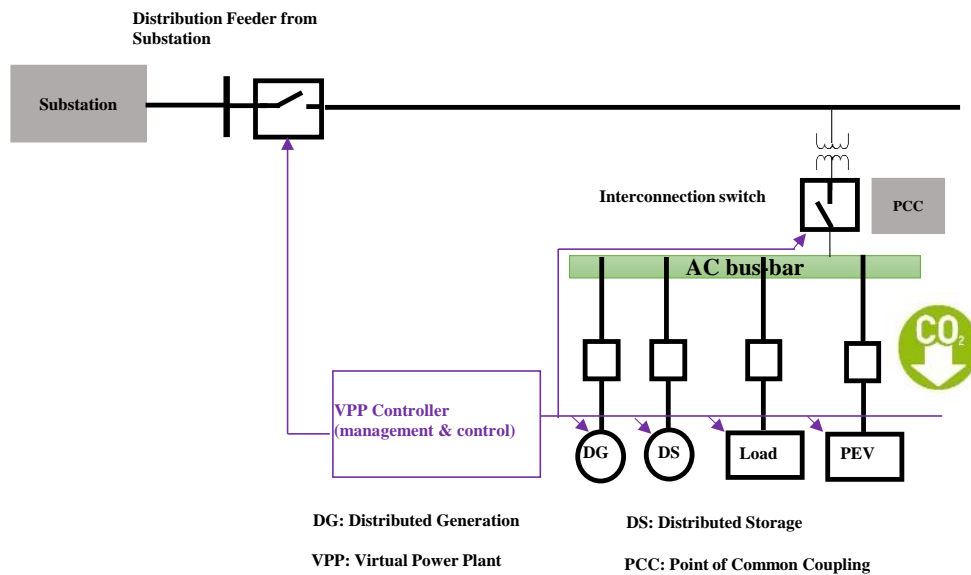 Distribution Feeder from
Substation
Substation
Interconnection switch
PCC
AC bus-bar
CO2
VPP Controller
(management & control)
DG
DS
Load
PEV
DG: Distributed Generation
DS: Distributed Storage
VPP: Virtual Power Plant
PCC: Point of Common Coupling